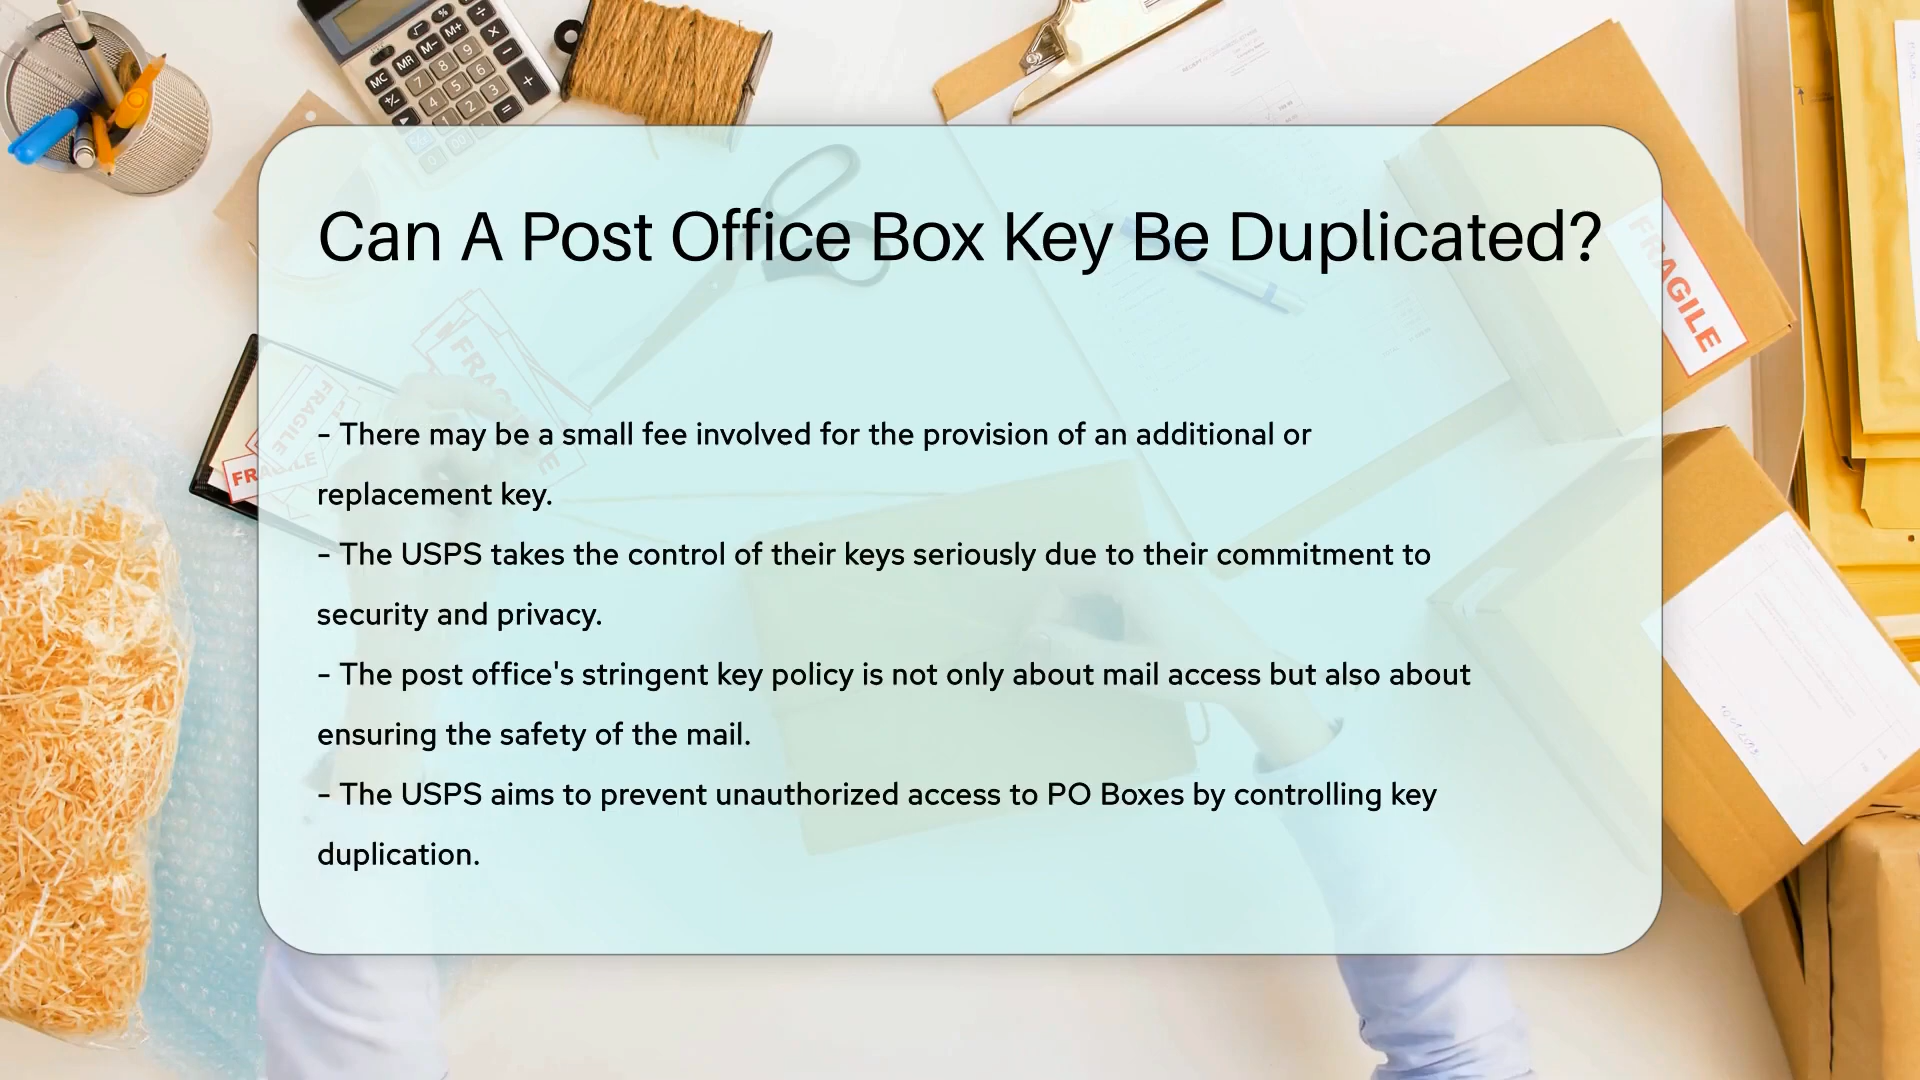 Can A Post Office Box Key Be Duplicated?
- There may be a small fee involved for the provision of an additional or
replacement key.
- The USPS takes the control of their keys seriously due to their commitment to
security and privacy.
- The post office's stringent key policy is not only about mail access but also about
ensuring the safety of the mail.
- The USPS aims to prevent unauthorized access to PO Boxes by controlling key
duplication.
FRAGILE
FRAGILE
FRAGILE